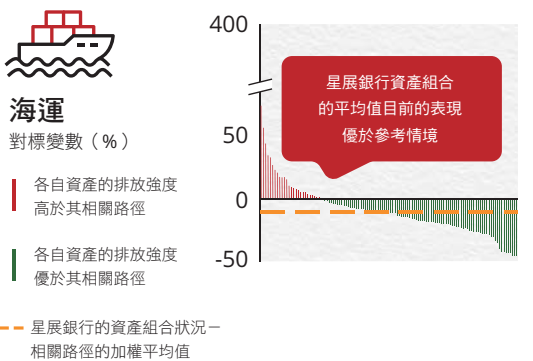 海運
對標變數（%）
各自資產的排放強度
高於其相關路徑
各自資產的排放強度
優於其相關路徑
星展銀行的資產組合狀況－
相關路徑的加權平均值
400
50
0
-50
星展銀行資產組合
的平均值目前的表現
優於參考情境